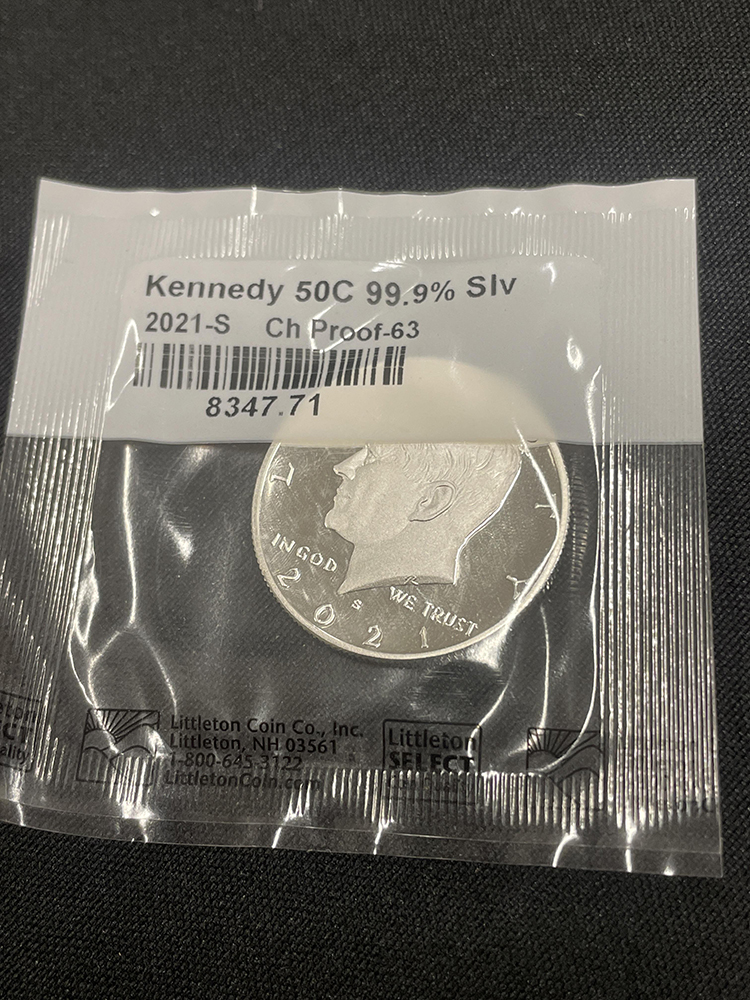 Kennedy 50C 99.9% Slv
2021-S Ch Proof-63
8347.71
L
T
Y
IN GOD
WE TRUST
S
2021
Littleton Coin Co., Inc.
Littleton, NH 03561
1-800-645-3122
LittletonCoin.com
Littleton
SELECT